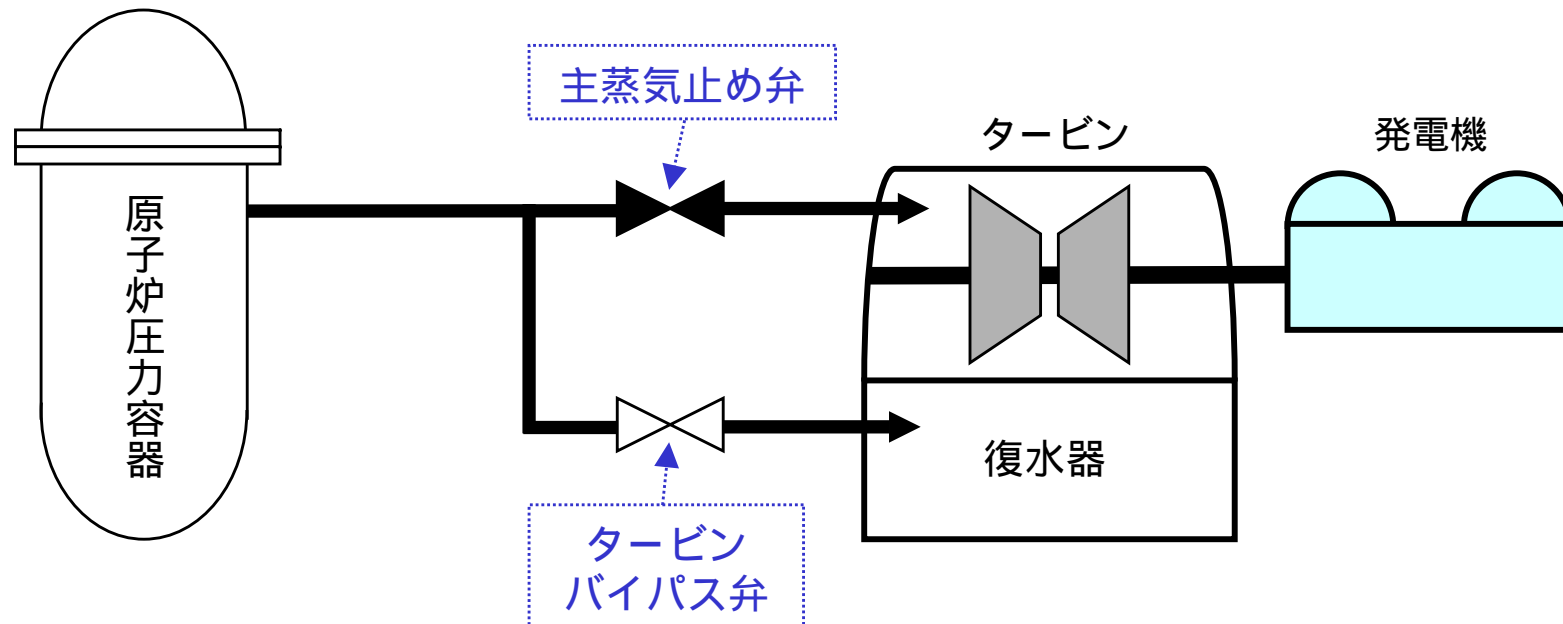 主蒸気止め弁
タービン
発電機
原子炉圧力容器
復水器
タービン
バイパス弁